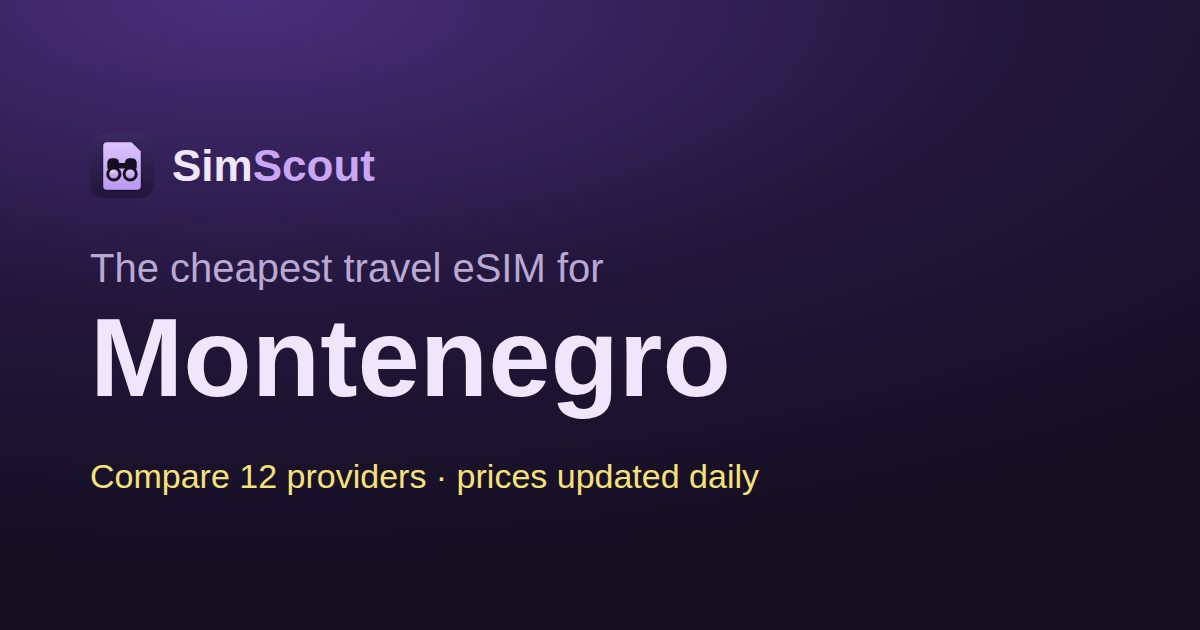 SimScout
The cheapest travel eSIM for
Montenegro
Compare 12 providers · prices updated daily